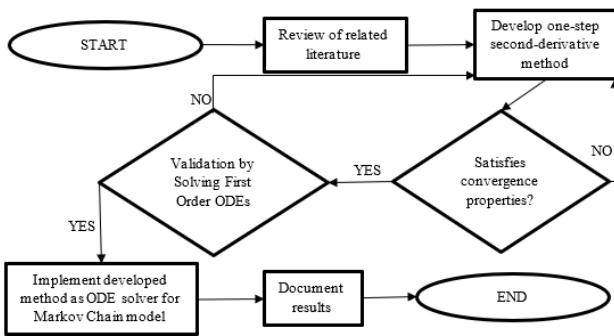 START
Review of related
literature
Develop one-step
second-derivative
method
NO
Validation by
Solving First
Order ODEs
YES
Satisfies
convergence
properties?
NO
YES
Implement developed
method as ODE solver for
Markov Chain model
Document
results
END